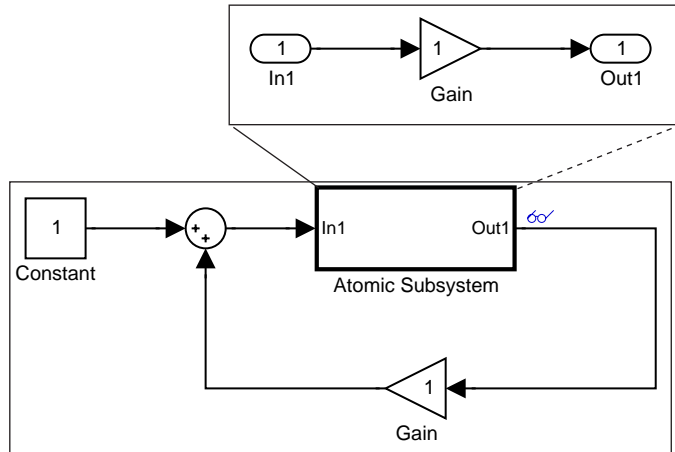 1
1
1
In1
Gain
Out1
1
Constant
+
+
In1
Out1
Atomic Subsystem
1
Gain